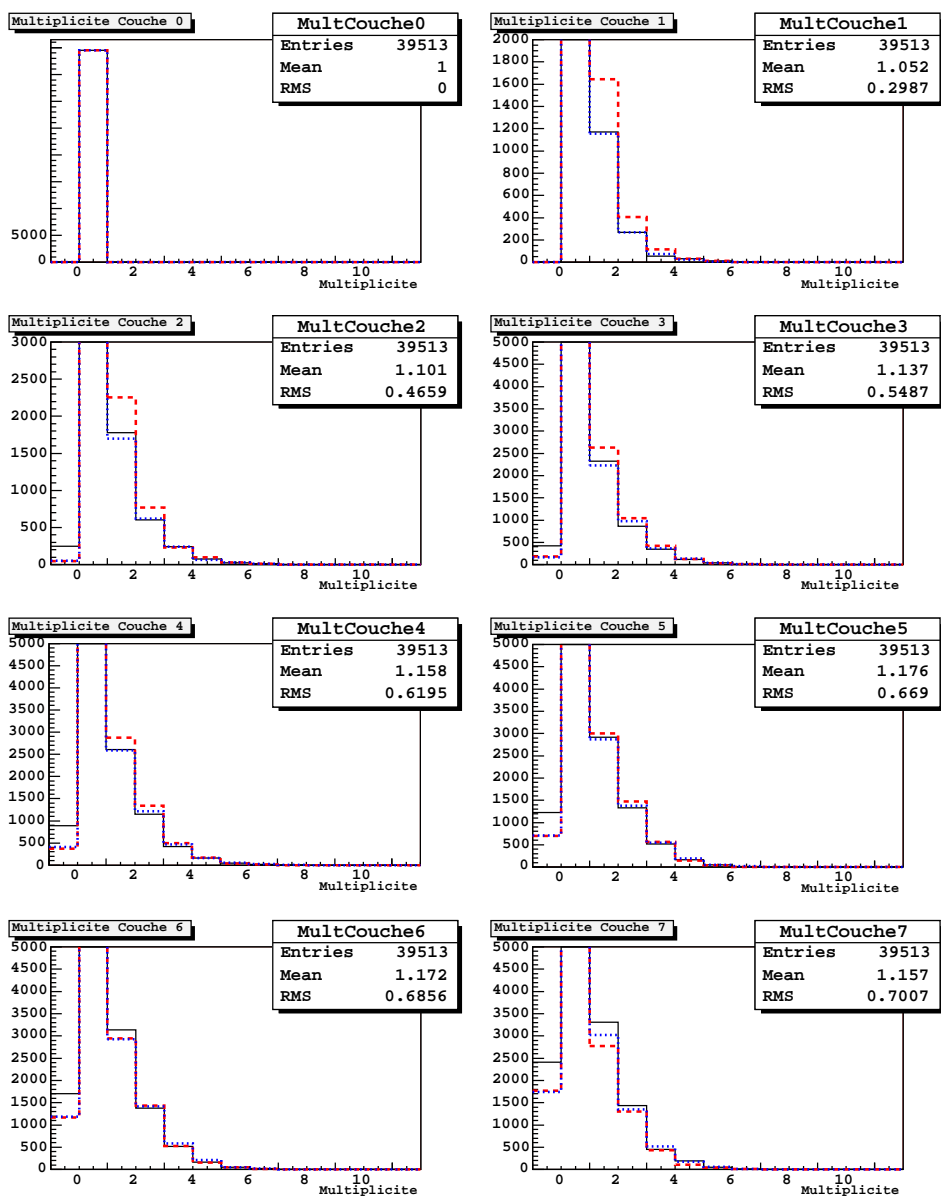 Multiplicite Couche 0
MultCouche0
Entries 39513
Mean 1
RMS 0
5000
0
0 2 4 6 8 10
Multiplicite
Multiplicite Couche 1
MultCouche1
Entries 39513
Mean 1.052
RMS 0.2987
2000
1800
1600
1400
1200
1000
800
600
400
200
0
0 2 4 6 8 10
Multiplicite
Multiplicite Couche 2
MultCouche2
Entries 39513
Mean 1.101
RMS 0.4659
3000
2500
2000
1500
1000
500
0
0 2 4 6 8 10
Multiplicite
Multiplicite Couche 3
MultCouche3
Entries 39513
Mean 1.137
RMS 0.5487
5000
4500
4000
3500
3000
2500
2000
1500
1000
500
0
0 2 4 6 8 10
Multiplicite
Multiplicite Couche 4
MultCouche4
Entries 39513
Mean 1.158
RMS 0.6195
5000
4500
4000
3500
3000
2500
2000
1500
1000
500
0
0 2 4 6 8 10
Multiplicite
Multiplicite Couche 5
MultCouche5
Entries 39513
Mean 1.176
RMS 0.669
5000
4500
4000
3500
3000
2500
2000
1500
1000
500
0
0 2 4 6 8 10
Multiplicite
Multiplicite Couche 6
MultCouche6
Entries 39513
Mean 1.172
RMS 0.6856
5000
4500
4000
3500
3000
2500
2000
1500
1000
500
0
0 2 4 6 8 10
Multiplicite
Multiplicite Couche 7
MultCouche7
Entries 39513
Mean 1.157
RMS 0.7007
5000
4500
4000
3500
3000
2500
2000
1500
1000
500
0
0 2 4 6 8 10
Multiplicite